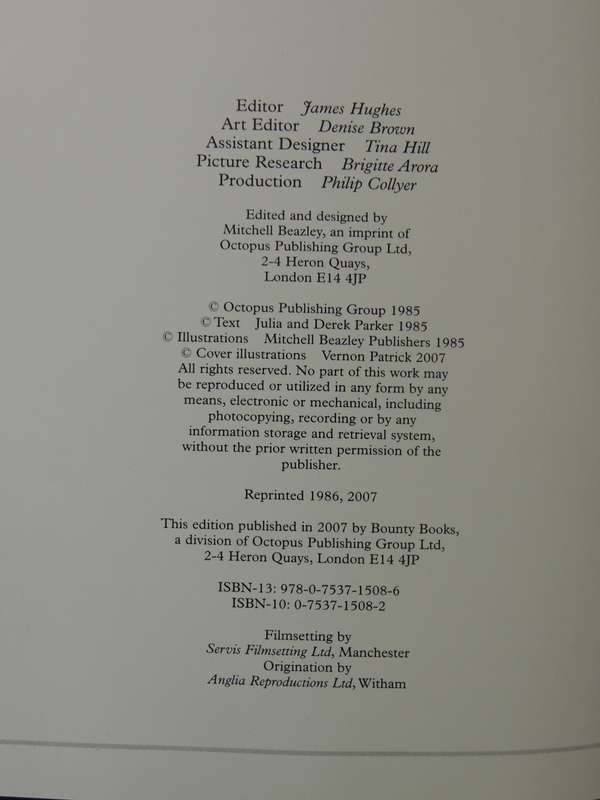 Editor James Hughes
Art Editor Denise Brown
Assistant Designer Tina Hill
Picture Research Brigitte Arora
Production Philip Collyer
Edited and designed by
Mitchell Beazley, an imprint of
Octopus Publishing Group Ltd,
2-4 Heron Quays,
London E14 4JP
© Octopus Publishing Group 1985
© Text Julia and Derek Parker 1985
© Illustrations Mitchell Beazley Publishers 1985
© Cover illustrations Vernon Patrick 2007
All rights reserved. No part of this work may
be reproduced or utilized in any form by any
means, electronic or mechanical, including
photocopying, recording or by any
information storage and retrieval system,
without the prior written permission of the
publisher.
Reprinted 1986, 2007
This edition published in 2007 by Bounty Books,
a division of Octopus Publishing Group Ltd,
2-4 Heron Quays, London E14 4JP
ISBN-13: 978-0-7537-1508-6
ISBN-10: 0-7537-1508-2
Filmsetting by
Servis Filmsetting Ltd, Manchester
Origination by
Anglia Reproductions Ltd, Witham